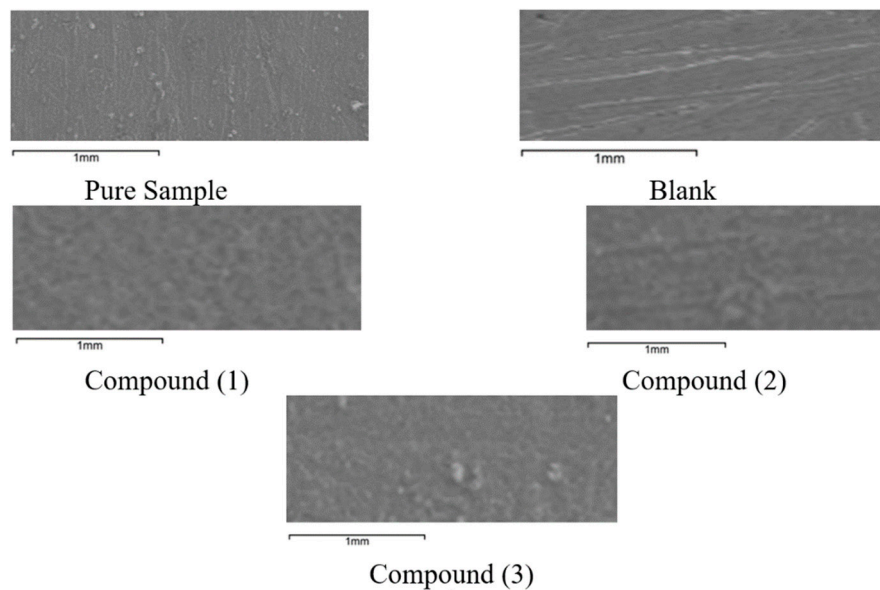 1mm
1mm
Pure Sample
Blank
1mm
1mm
Compound (1)
Compound (2)
1mm
Compound (3)